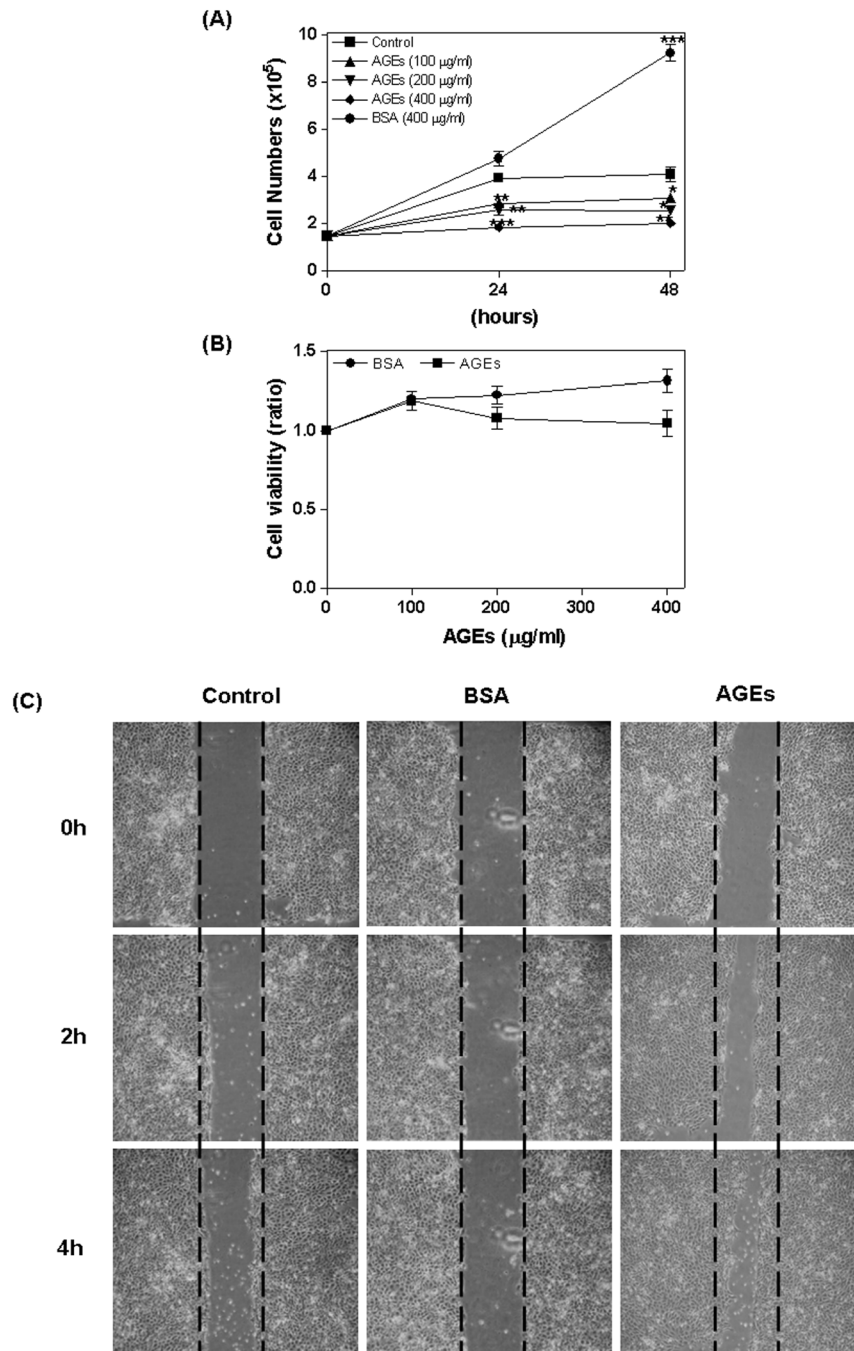 (A)
Cell Numbers (x10⁵)
10
8
6
4
2
0
Control
AGEs (100 μg/ml)
AGEs (200 μg/ml)
AGEs (400 μg/ml)
BSA (400 μg/ml)
***
**
**
***
*
*
**
0
24
48
(hours)
(B)
Cell viability (ratio)
1.5
1.0
0.5
0.0
BSA
AGEs
0
100
200
300
400
AGEs (μg/ml)
(C)
Control
BSA
AGEs
0h
2h
4h